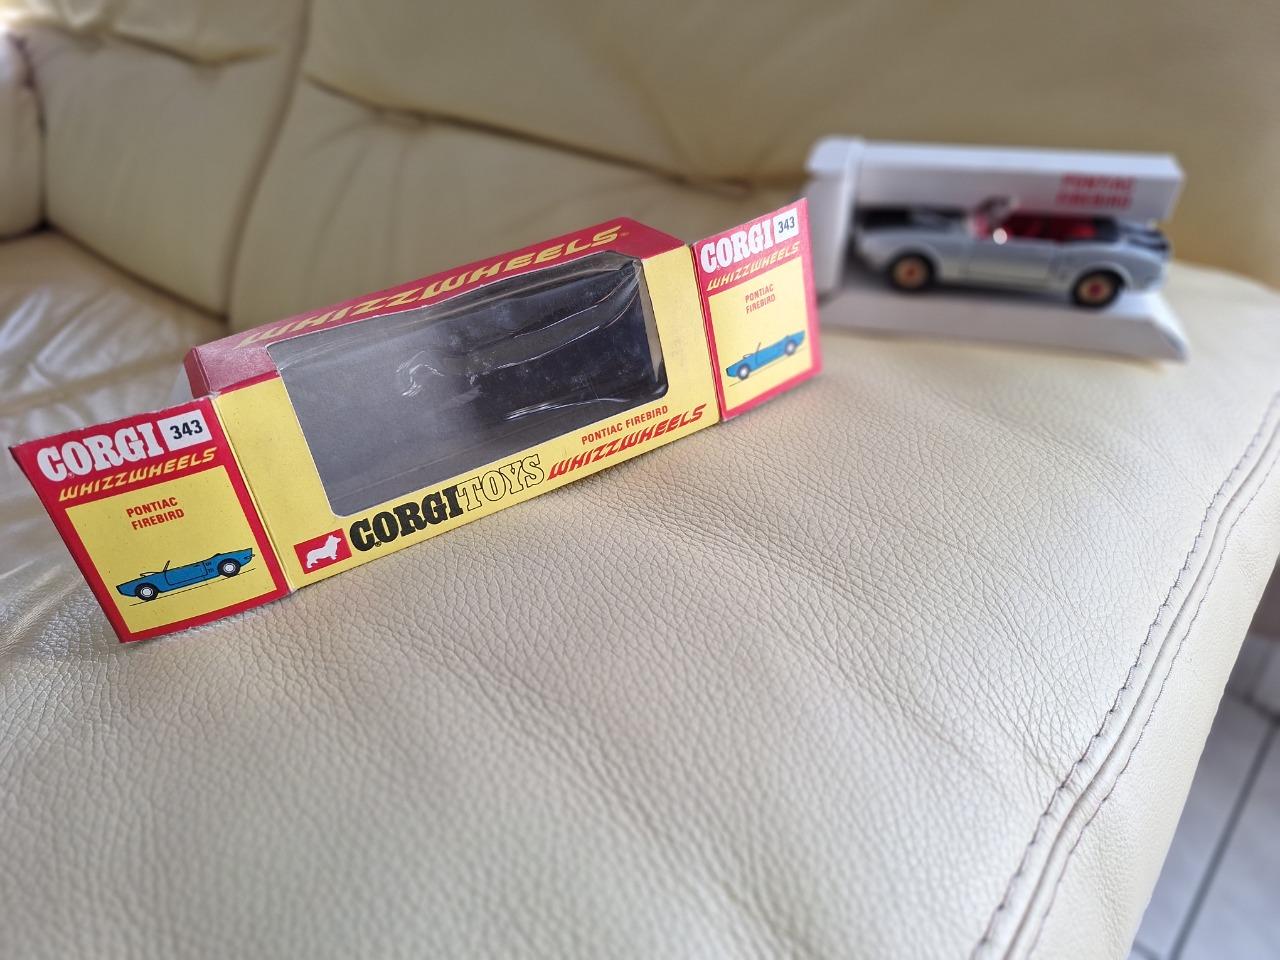 WHIZZWHEELS
CORGI 343
WHIZZWHEELS
PONTIAC
FIREBIRD
PONTIAC FIREBIRD
CORGI TOYS WHIZZWHEELS
CORGI 343
WHIZZWHEELS
PONTIAC
FIREBIRD
PONTIAC
FIREBIRD